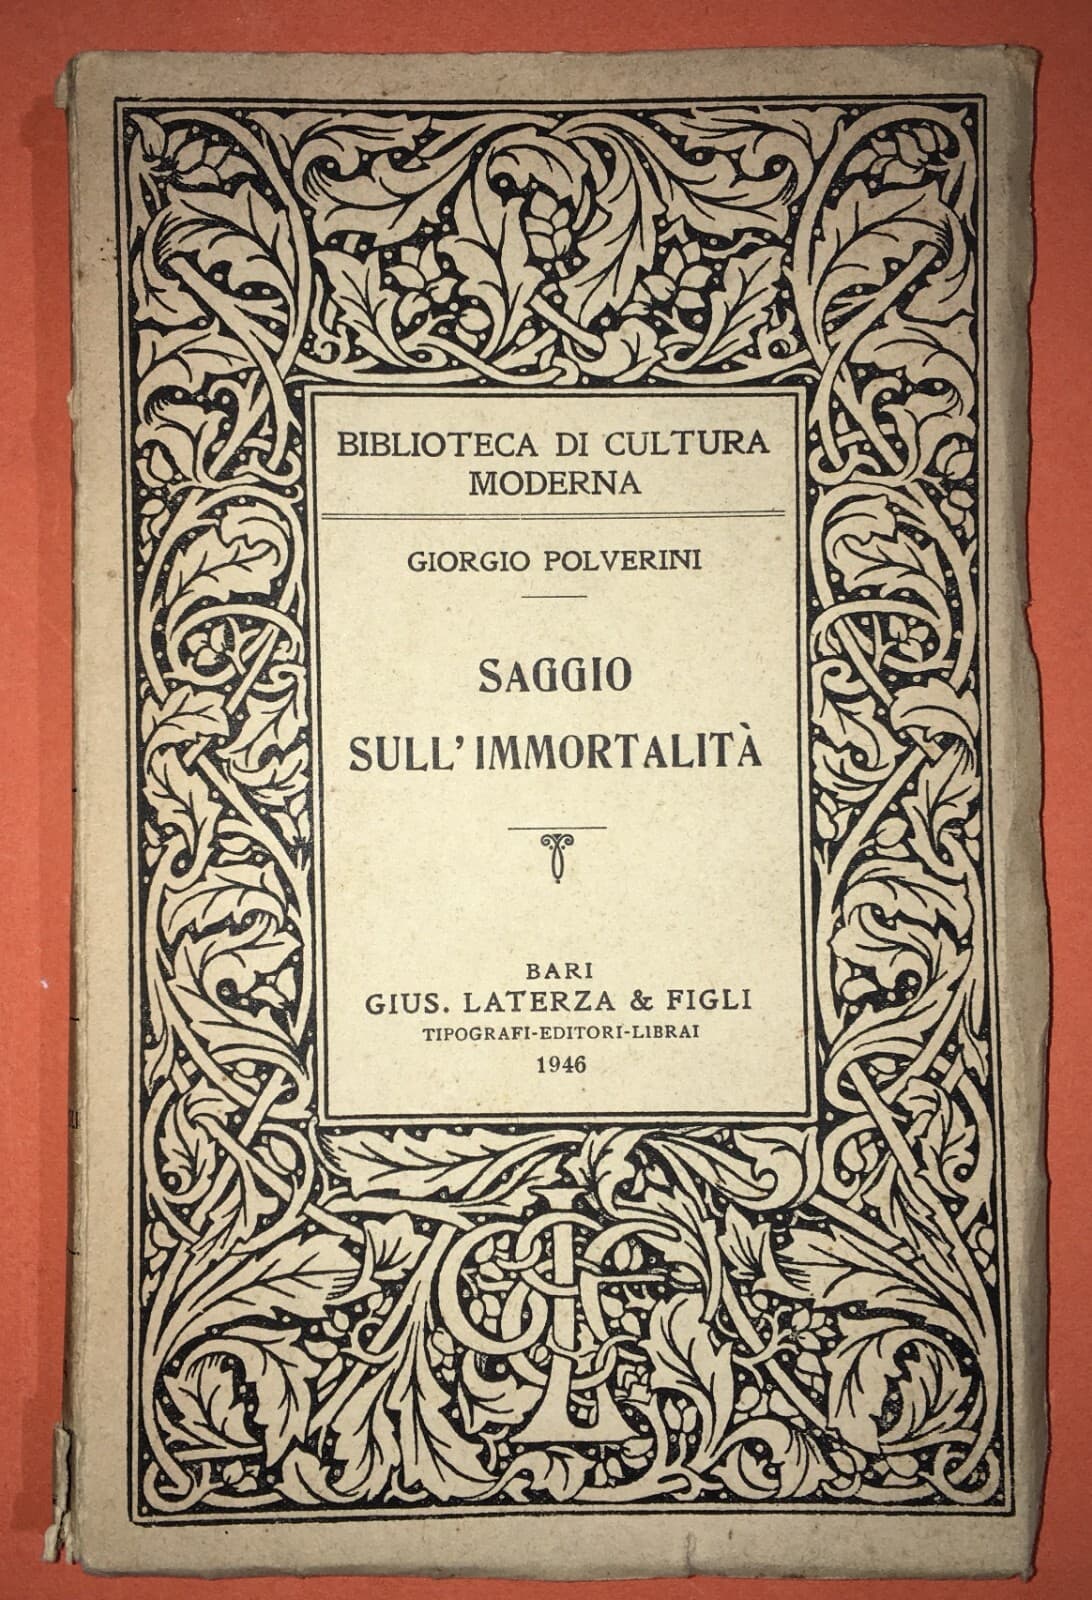 BIBLIOTECA DI CULTURA
MODERNA
GIORGIO POLVERINI
SAGGIO
SULL' IMMORTALITÀ
BARI
GIUS. LATERZA & FIGLI
TIPOGRAFI-EDITORI-LIBRAI
1946